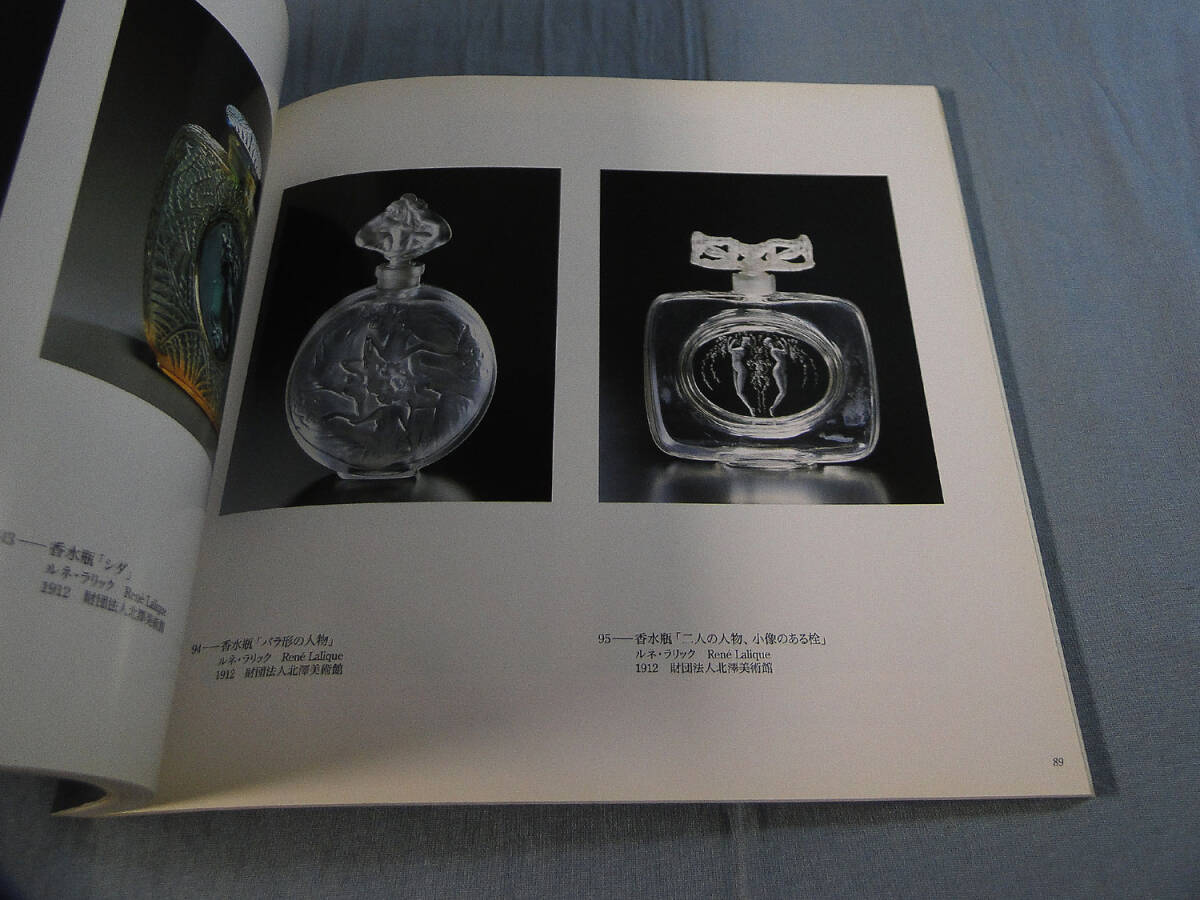 香水瓶「シダ」
ルネ・ラリック René Lalique
1912 財団法人北澤美術館
94──香水瓶「バラ形の人物」
ルネ・ラリック René Lalique
1912 財団法人北澤美術館
95──香水瓶「二人の人物、小像のある栓」
ルネ・ラリック René Lalique
1912 財団法人北澤美術館
89